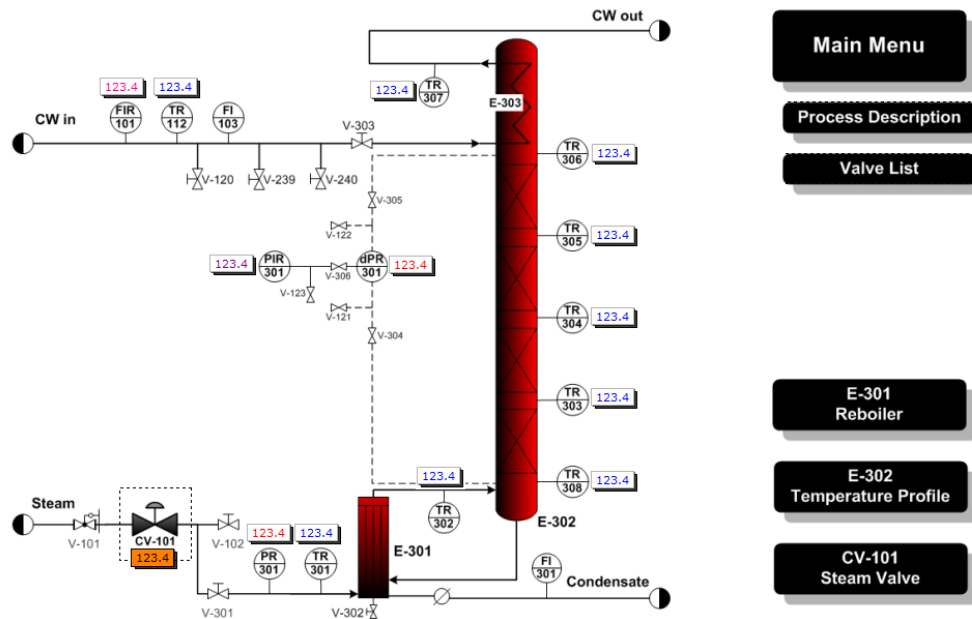 CW out
Main Menu
123.4
TR
307
E-303
123.4
123.4
FIR
101
TR
112
FI
103
CW in
V-303
Process Description
TR
306
123.4
Valve List
V-120
V-239
V-240
V-305
V-122
TR
305
123.4
123.4
PIR
301
V-306
dPR
301
123.4
V-123
V-121
TR
304
123.4
V-304
TR
303
123.4
E-301
Reboiler
123.4
TR
308
123.4
E-302
Temperature Profile
Steam
TR
302
E-302
V-101
CV-101
123.4
V-102
123.4
123.4
PR
301
TR
301
E-301
FI
301
Condensate
CV-101
Steam Valve
V-301
V-302